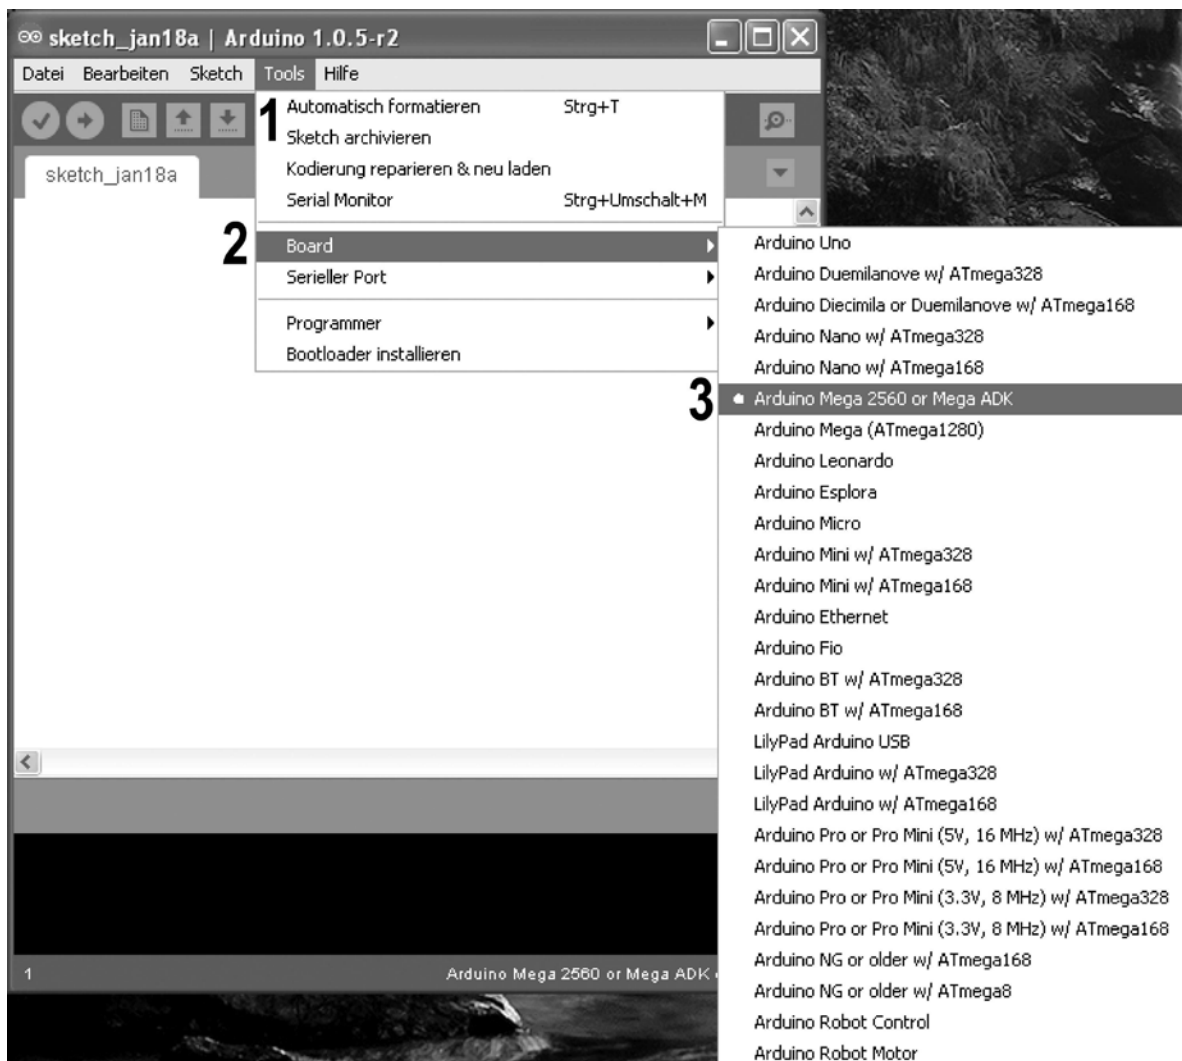 sketch_jan18a | Arduino 1.0.5-r2
Datei Bearbeiten Sketch Tools Hilfe
1
Automatisch formatieren Strg+T
Sketch archivieren
Kodierung reparieren & neu laden
Serial Monitor Strg+Umschalt+M
sketch_jan18a
2
Board
Serieller Port
Programmer
Bootloader installieren
3
Arduino Uno
Arduino Duemilanove w/ ATmega328
Arduino Diecimila or Duemilanove w/ ATmega168
Arduino Nano w/ ATmega328
Arduino Nano w/ ATmega168
Arduino Mega 2560 or Mega ADK
Arduino Mega (ATmega1280)
Arduino Leonardo
Arduino Esplora
Arduino Micro
Arduino Mini w/ ATmega328
Arduino Mini w/ ATmega168
Arduino Ethernet
Arduino Fio
Arduino BT w/ ATmega328
Arduino BT w/ ATmega168
LilyPad Arduino USB
LilyPad Arduino w/ ATmega328
LilyPad Arduino w/ ATmega168
Arduino Pro or Pro Mini (5V, 16 MHz) w/ ATmega328
Arduino Pro or Pro Mini (5V, 16 MHz) w/ ATmega168
Arduino Pro or Pro Mini (3.3V, 8 MHz) w/ ATmega328
Arduino Pro or Pro Mini (3.3V, 8 MHz) w/ ATmega168
Arduino NG or older w/ ATmega168
Arduino NG or older w/ ATmega8
Arduino Robot Control
Arduino Robot Motor
1 Arduino Mega 2560 or Mega ADK